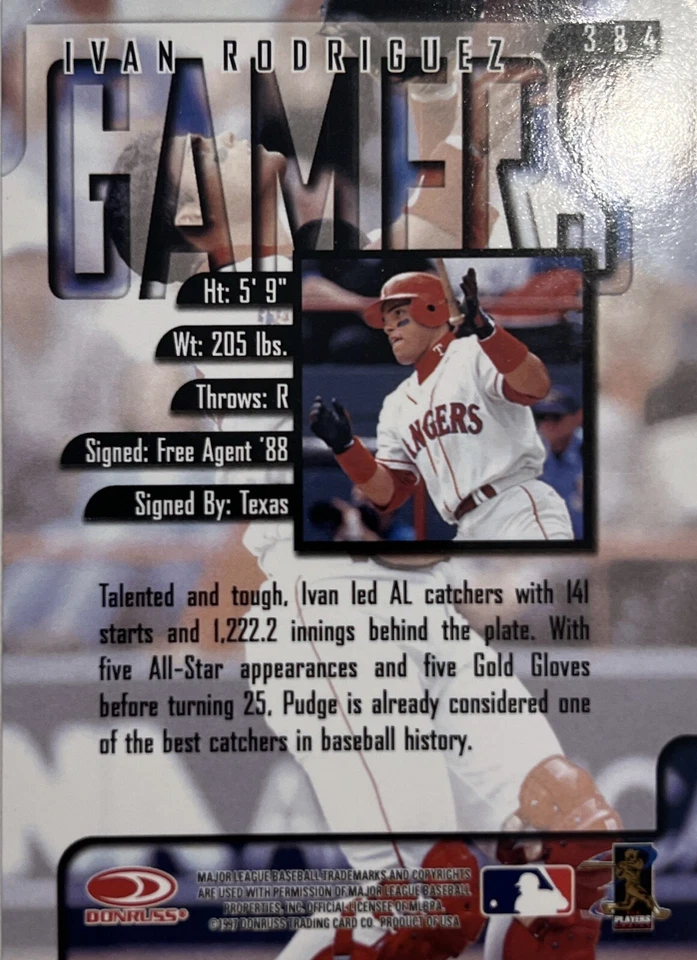 IVAN RODRIGUEZ
384
GAMERS
Ht: 5' 9"
Wt: 205 lbs.
Throws: R
Signed: Free Agent '88
Signed By: Texas
RANGERS
T
Talented and tough, Ivan led AL catchers with 141
starts and 1,222.2 innings behind the plate. With
five All-Star appearances and five Gold Gloves
before turning 25, Pudge is already considered one
of the best catchers in baseball history.
DONRUSS®
MAJOR LEAGUE BASEBALL TRADEMARKS AND COPYRIGHTS
ARE USED WITH PERMISSION OF MAJOR LEAGUE BASEBALL
PROPERTIES, INC. OFFICIAL LICENSEE OF MLBPA.
©1997 DONRUSS TRADING CARD CO. PRODUCT OF USA
PLAYERS